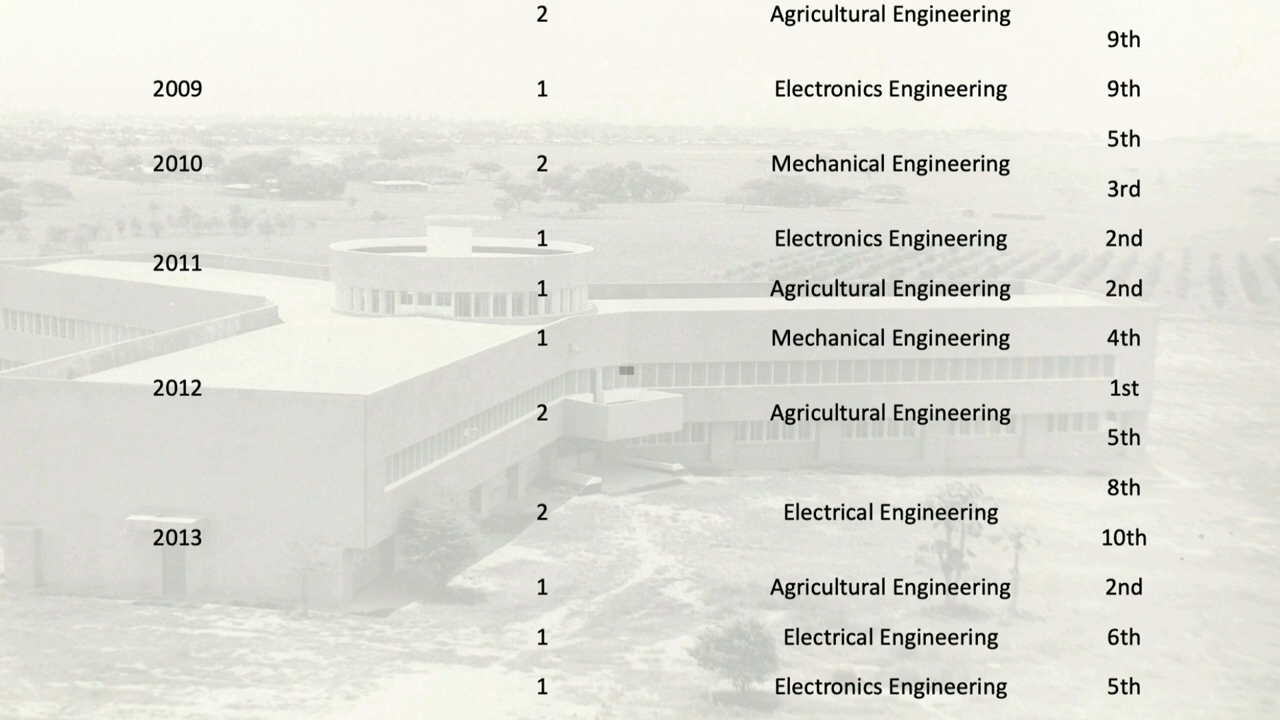 2 Agricultural Engineering
9th
2009 1 Electronics Engineering 9th
5th
2010 2 Mechanical Engineering
3rd
1 Electronics Engineering 2nd
2011
1 Agricultural Engineering 2nd
1 Mechanical Engineering 4th
2012 1st
2 Agricultural Engineering
5th
8th
2 Electrical Engineering
2013 10th
1 Agricultural Engineering 2nd
1 Electrical Engineering 6th
1 Electronics Engineering 5th